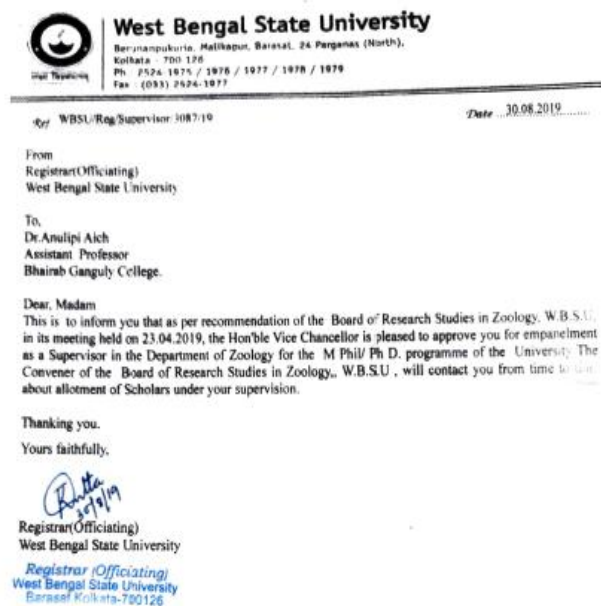 West Bengal State University
Berunanpukuria, Malikapur, Barasat, 24 Parganas (North),
Kolkata - 700 126
Ph : 2524-1975 / 1976 / 1977 / 1978 / 1979
Fax : (033) 2524-1977
Ref WBSU/Reg/Supervisor/3087/19
Date 30.08.2019
From
Registrar(Officiating)
West Bengal State University
To,
Dr.Anulipi Aich
Assistant Professor
Bhairab Ganguly College.
Dear, Madam
This is to inform you that as per recommendation of the Board of Research Studies in Zoology, W.B.S.U,
in its meeting held on 23.04.2019, the Hon'ble Vice Chancellor is pleased to approve you for empanelment
as a Supervisor in the Department of Zoology for the M Phil/ Ph D. programme of the University The
Convener of the Board of Research Studies in Zoology,, W.B.S.U , will contact you from time to
about allotment of Scholars under your supervision.
Thanking you.
Yours faithfully,
30/8/19
Registrar(Officiating)
West Bengal State University
Registrar (Officiating)
West Bengal State University
Barasat Kolkata-700126